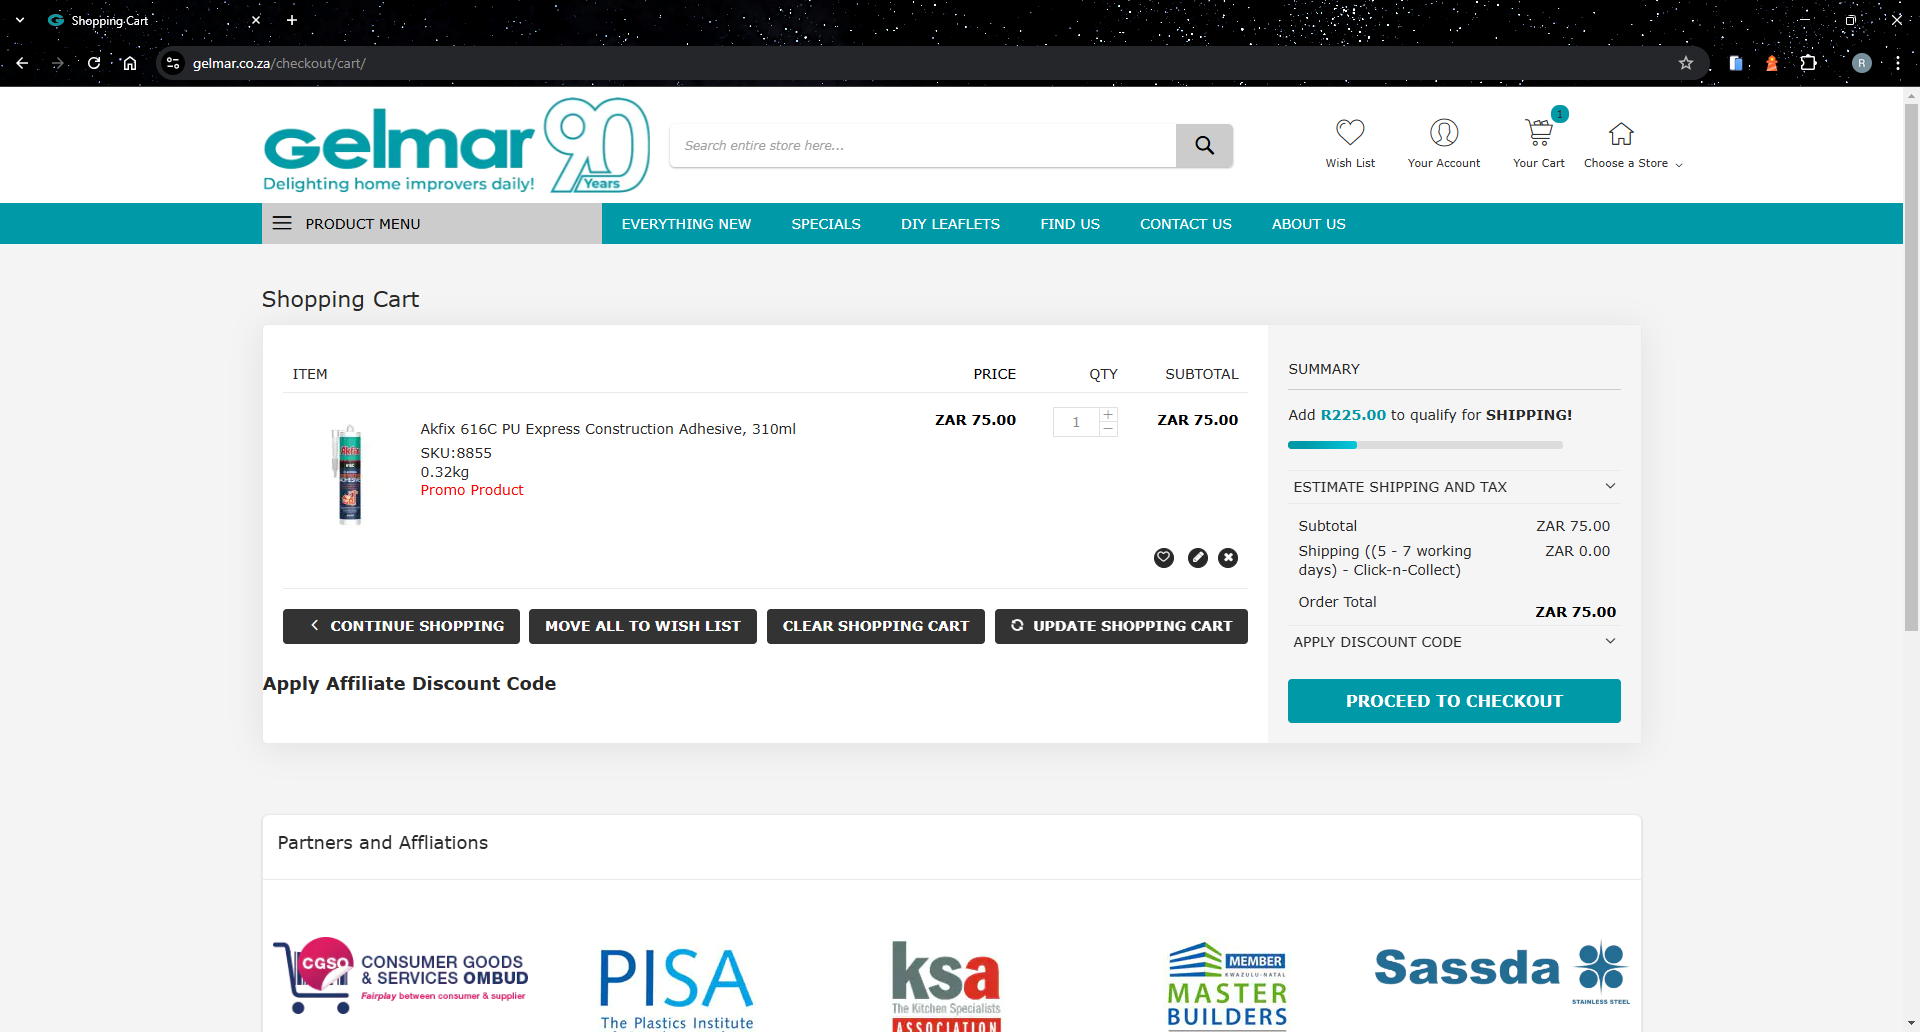 Shopping Cart
gelmar.co.za/checkout/cart/
R
Gelmar 90
Years
Delighting home improvers daily!
Search entire store here...
1
Wish List
Your Account
Your Cart
Choose a Store
PRODUCT MENU
EVERYTHING NEW
SPECIALS
DIY LEAFLETS
FIND US
CONTACT US
ABOUT US
Shopping Cart
ITEM PRICE QTY SUBTOTAL
Akfix
616C
ADHESIVE
Akfix 616C PU Express Construction Adhesive, 310ml
SKU:8855
0.32kg
Promo Product
ZAR 75.00 1 ZAR 75.00
CONTINUE SHOPPING
MOVE ALL TO WISH LIST
CLEAR SHOPPING CART
UPDATE SHOPPING CART
Apply Affiliate Discount Code
SUMMARY
Add R225.00 to qualify for SHIPPING!
ESTIMATE SHIPPING AND TAX
Subtotal ZAR 75.00
Shipping ((5 - 7 working ZAR 0.00
days) - Click-n-Collect)
Order Total ZAR 75.00
APPLY DISCOUNT CODE
PROCEED TO CHECKOUT
Partners and Affliations
CGSO
CONSUMER GOODS
& SERVICES OMBUD
Fairplay between consumer & supplier
PISA
The Plastics Institute
ksa
The Kitchen Specialists
ASSOCIATION
MEMBER
KWAZULU-NATAL
MASTER
BUILDERS
Sassda
STAINLESS STEEL